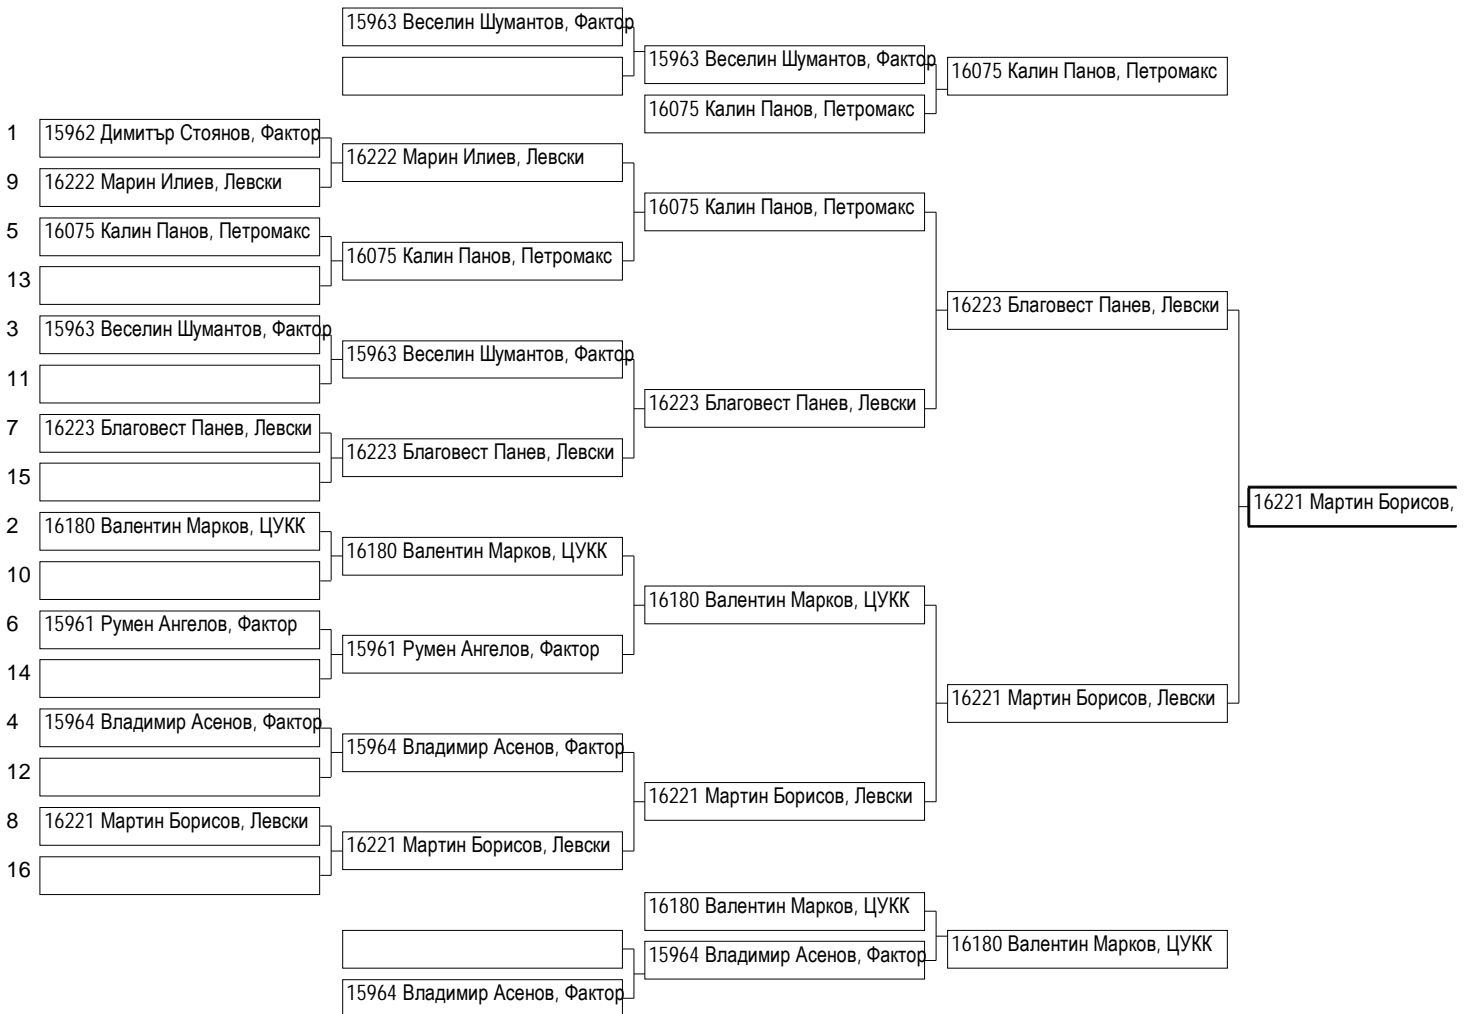 15963 Веселин Шумантов, Фактор
15963 Веселин Шумантов, Фактор
16075 Калин Панов, Петромакс
16075 Калин Панов, Петромакс
1 15962 Димитър Стоянов, Фактор
16222 Марин Илиев, Левски
9 16222 Марин Илиев, Левски
16075 Калин Панов, Петромакс
5 16075 Калин Панов, Петромакс
16075 Калин Панов, Петромакс
13
16223 Благовест Панев, Левски
3 15963 Веселин Шумантов, Фактор
15963 Веселин Шумантов, Фактор
11
16223 Благовест Панев, Левски
7 16223 Благовест Панев, Левски
16223 Благовест Панев, Левски
15
16221 Мартин Борисов,
2 16180 Валентин Марков, ЦУКК
16180 Валентин Марков, ЦУКК
10
16180 Валентин Марков, ЦУКК
6 15961 Румен Ангелов, Фактор
15961 Румен Ангелов, Фактор
14
16221 Мартин Борисов, Левски
4 15964 Владимир Асенов, Фактор
15964 Владимир Асенов, Фактор
12
16221 Мартин Борисов, Левски
8 16221 Мартин Борисов, Левски
16221 Мартин Борисов, Левски
16
16180 Валентин Марков, ЦУКК
16180 Валентин Марков, ЦУКК
15964 Владимир Асенов, Фактор
15964 Владимир Асенов, Фактор